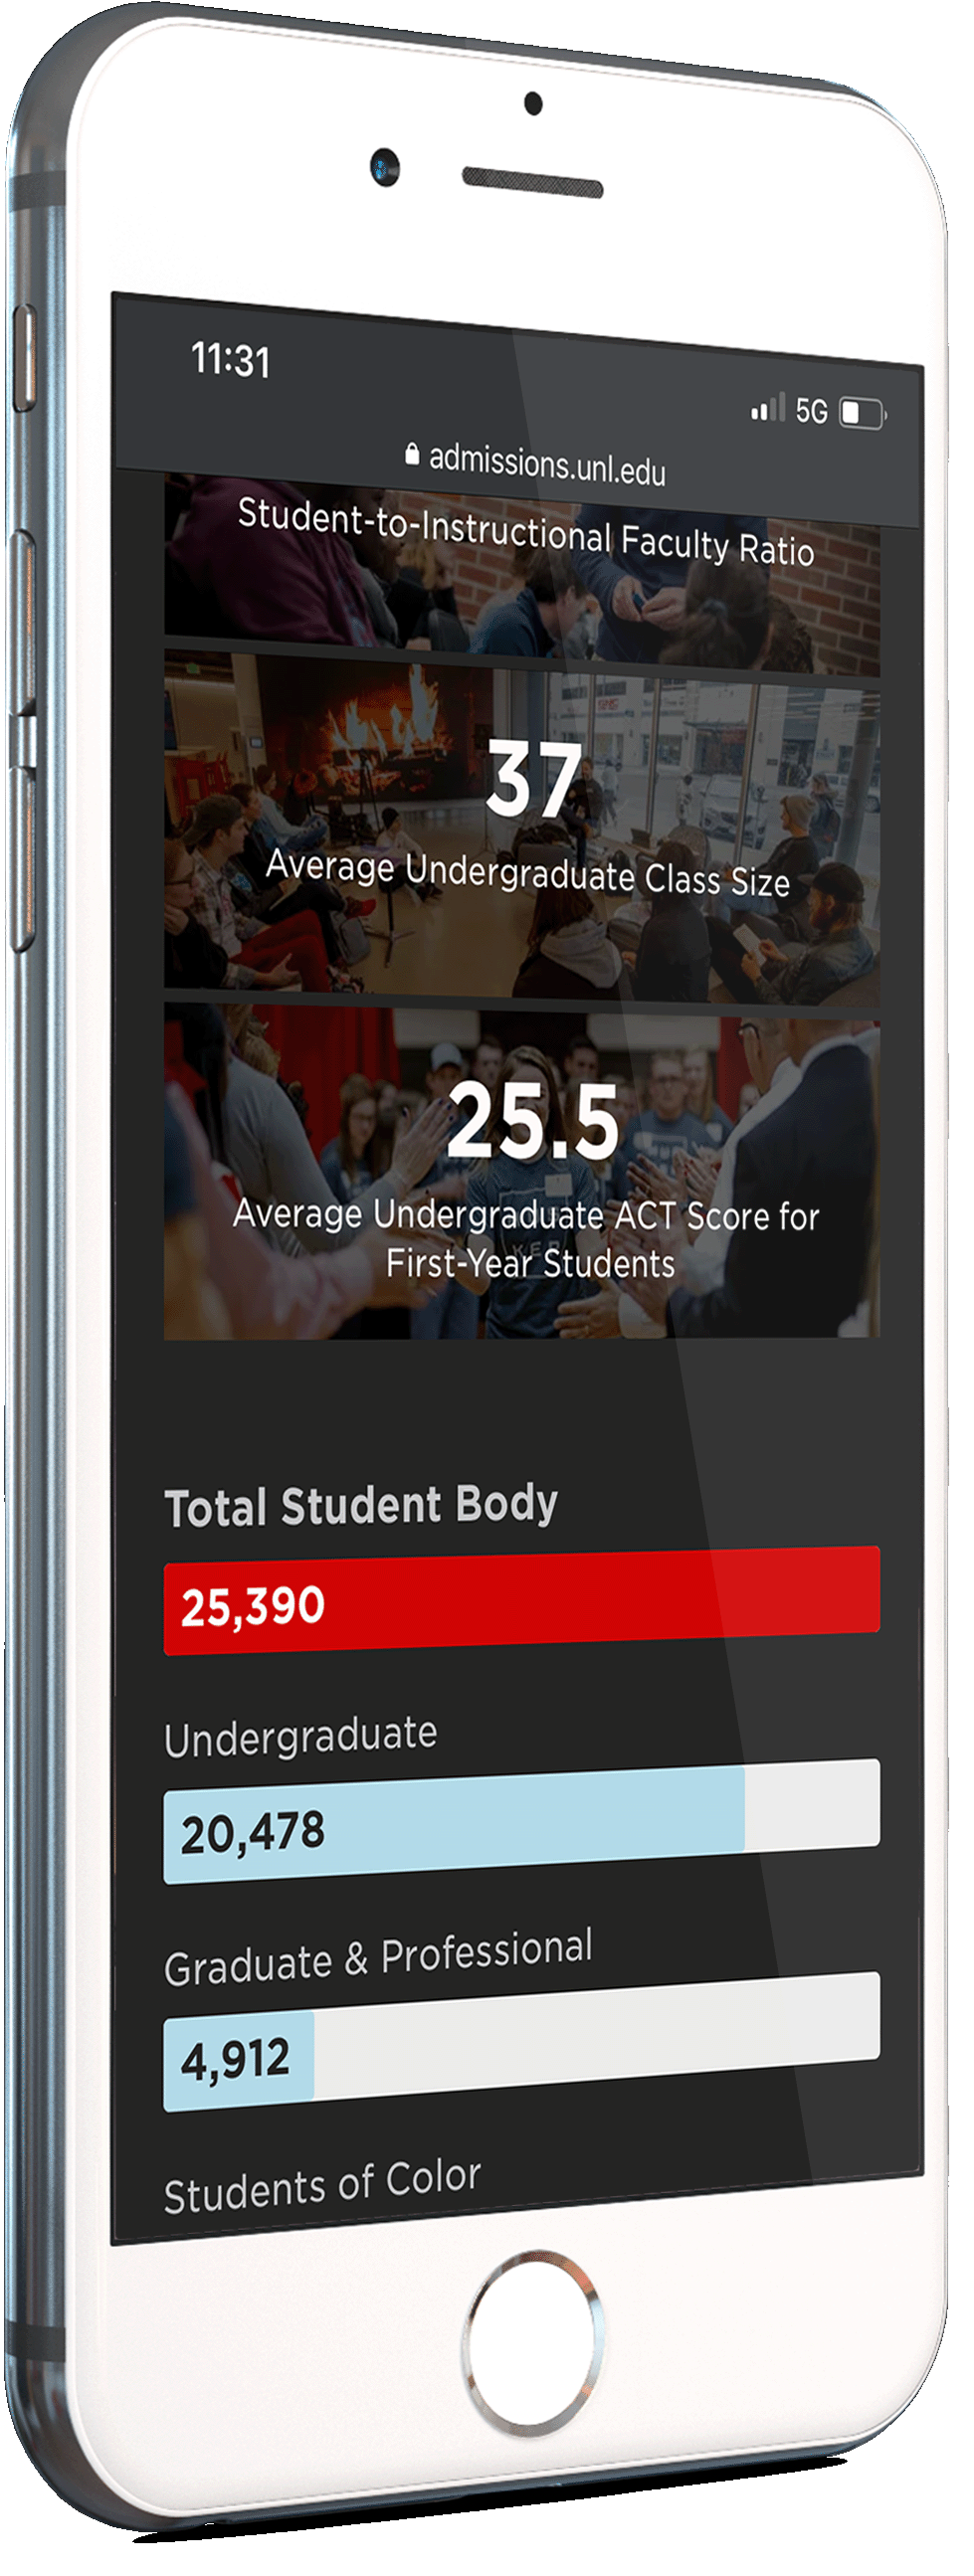 11:31
5G
admissions.unl.edu
Student-to-Instructional Faculty Ratio
37
Average Undergraduate Class Size
25.5
Average Undergraduate ACT Score for
First-Year Students
Total Student Body
25,390
Undergraduate
20,478
Graduate & Professional
4,912
Students of Color